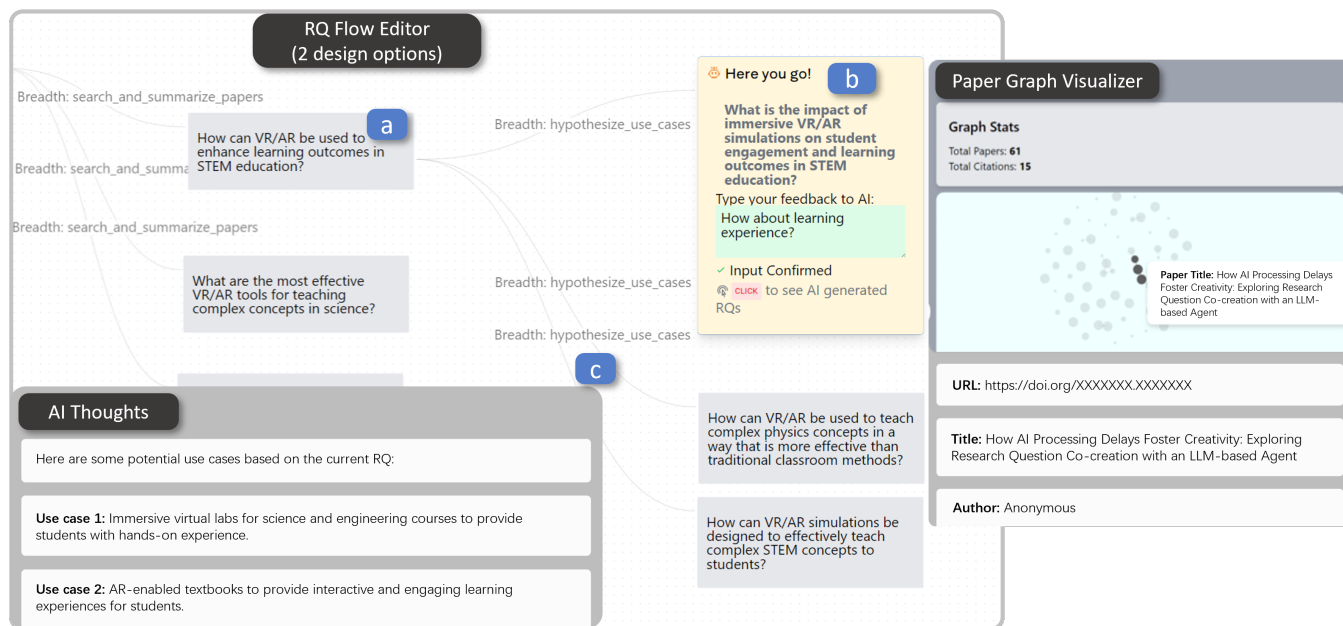 RQ Flow Editor
(2 design options)
Breadth: search_and_summarize_papers
a
How can VR/AR be used to
enhance learning outcomes in
STEM education?
Breadth: search_and_summa
Breadth: search_and_summarize_papers
What are the most effective
VR/AR tools for teaching
complex concepts in science?
Breadth: hypothesize_use_cases
Breadth: hypothesize_use_cases
Breadth: hypothesize_use_cases
c
b
Here you go!
What is the impact of
immersive VR/AR
simulations on student
engagement and learning
outcomes in STEM
education?
Type your feedback to AI:
How about learning
experience?
✓ Input Confirmed
CLICK to see AI generated
RQs
How can VR/AR be used to teach
complex physics concepts in a
way that is more effective than
traditional classroom methods?
How can VR/AR simulations be
designed to effectively teach
complex STEM concepts to
students?
AI Thoughts
Here are some potential use cases based on the current RQ:
Use case 1: Immersive virtual labs for science and engineering courses to provide
students with hands-on experience.
Use case 2: AR-enabled textbooks to provide interactive and engaging learning
experiences for students.
Paper Graph Visualizer
Graph Stats
Total Papers: 61
Total Citations: 15
Paper Title: How AI Processing Delays
Foster Creativity: Exploring Research
Question Co-creation with an LLM-
based Agent
URL: https://doi.org/XXXXXXX.XXXXXXX
Title: How AI Processing Delays Foster Creativity: Exploring
Research Question Co-creation with an LLM-based Agent
Author: Anonymous